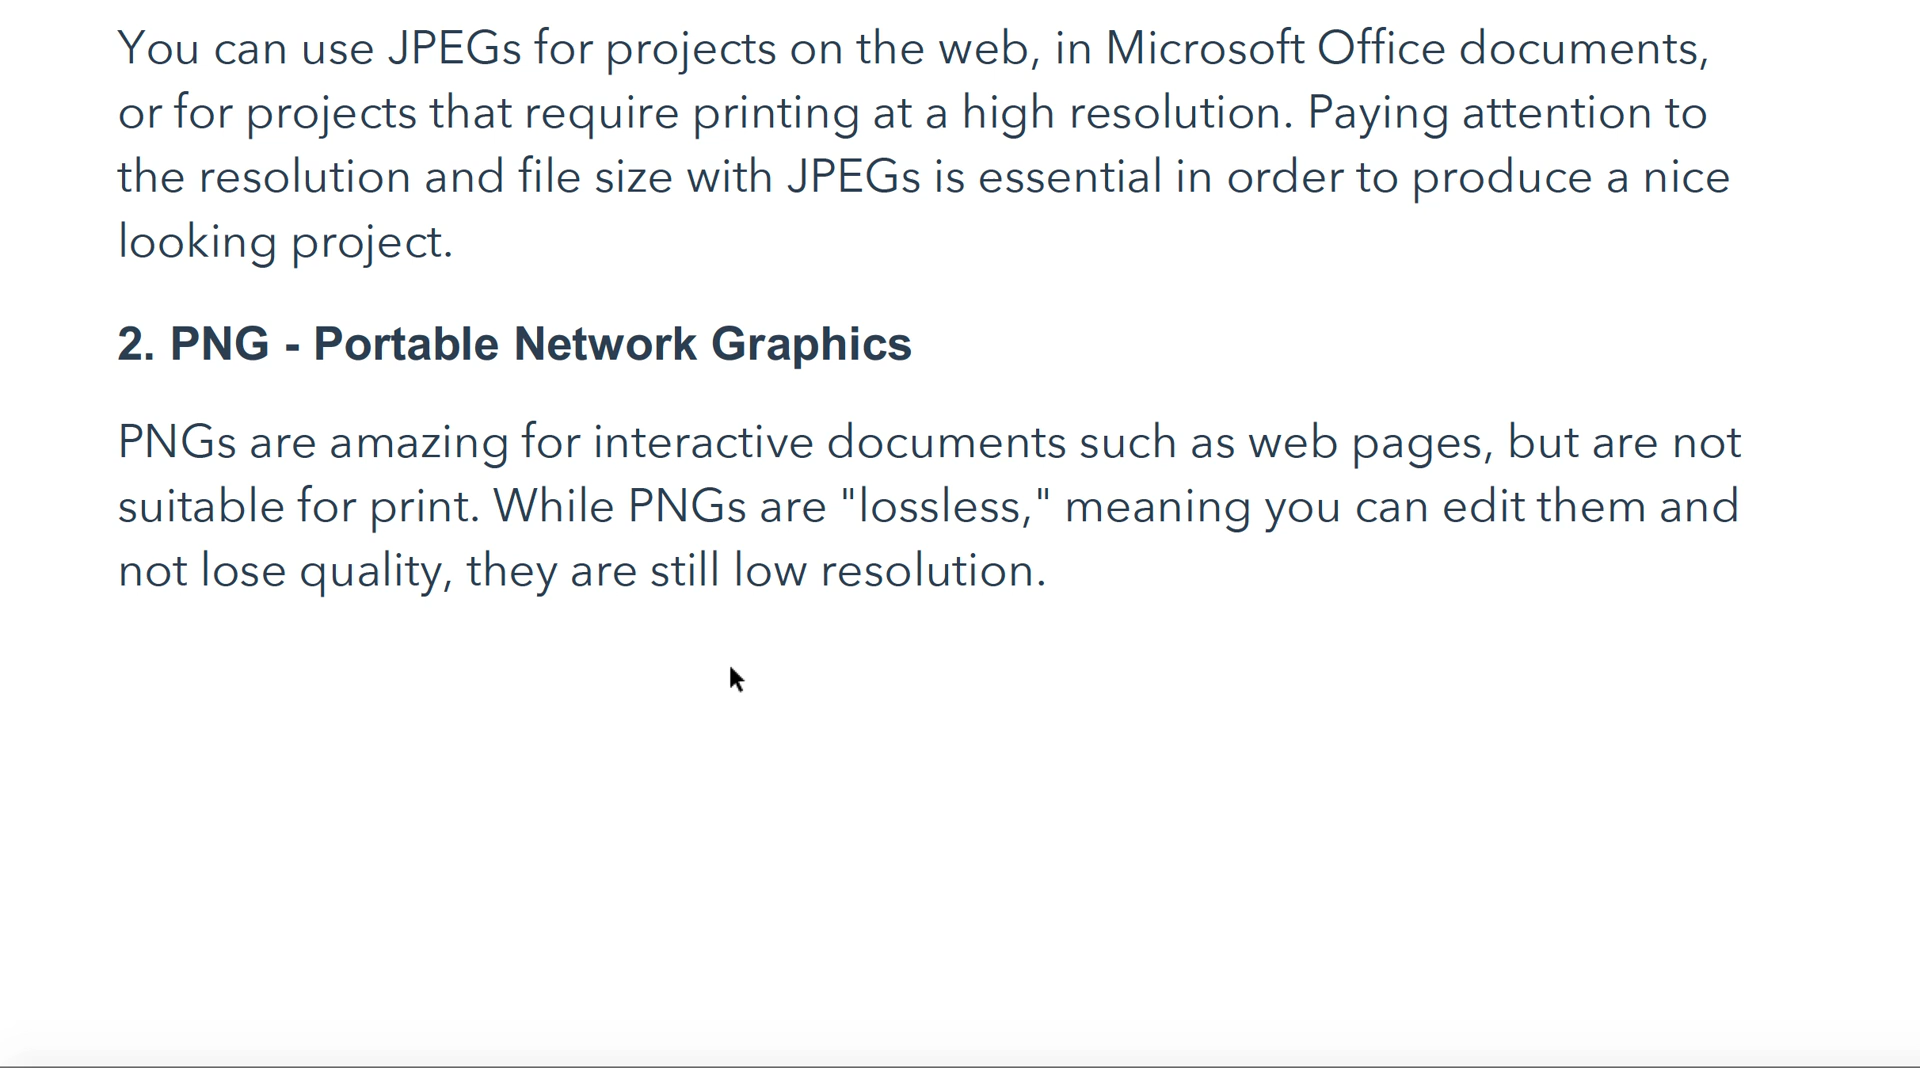 You can use JPEGs for projects on the web, in Microsoft Office documents,
or for projects that require printing at a high resolution. Paying attention to
the resolution and file size with JPEGs is essential in order to produce a nice
looking project.
2. PNG - Portable Network Graphics
PNGs are amazing for interactive documents such as web pages, but are not
suitable for print. While PNGs are "lossless," meaning you can edit them and
not lose quality, they are still low resolution.